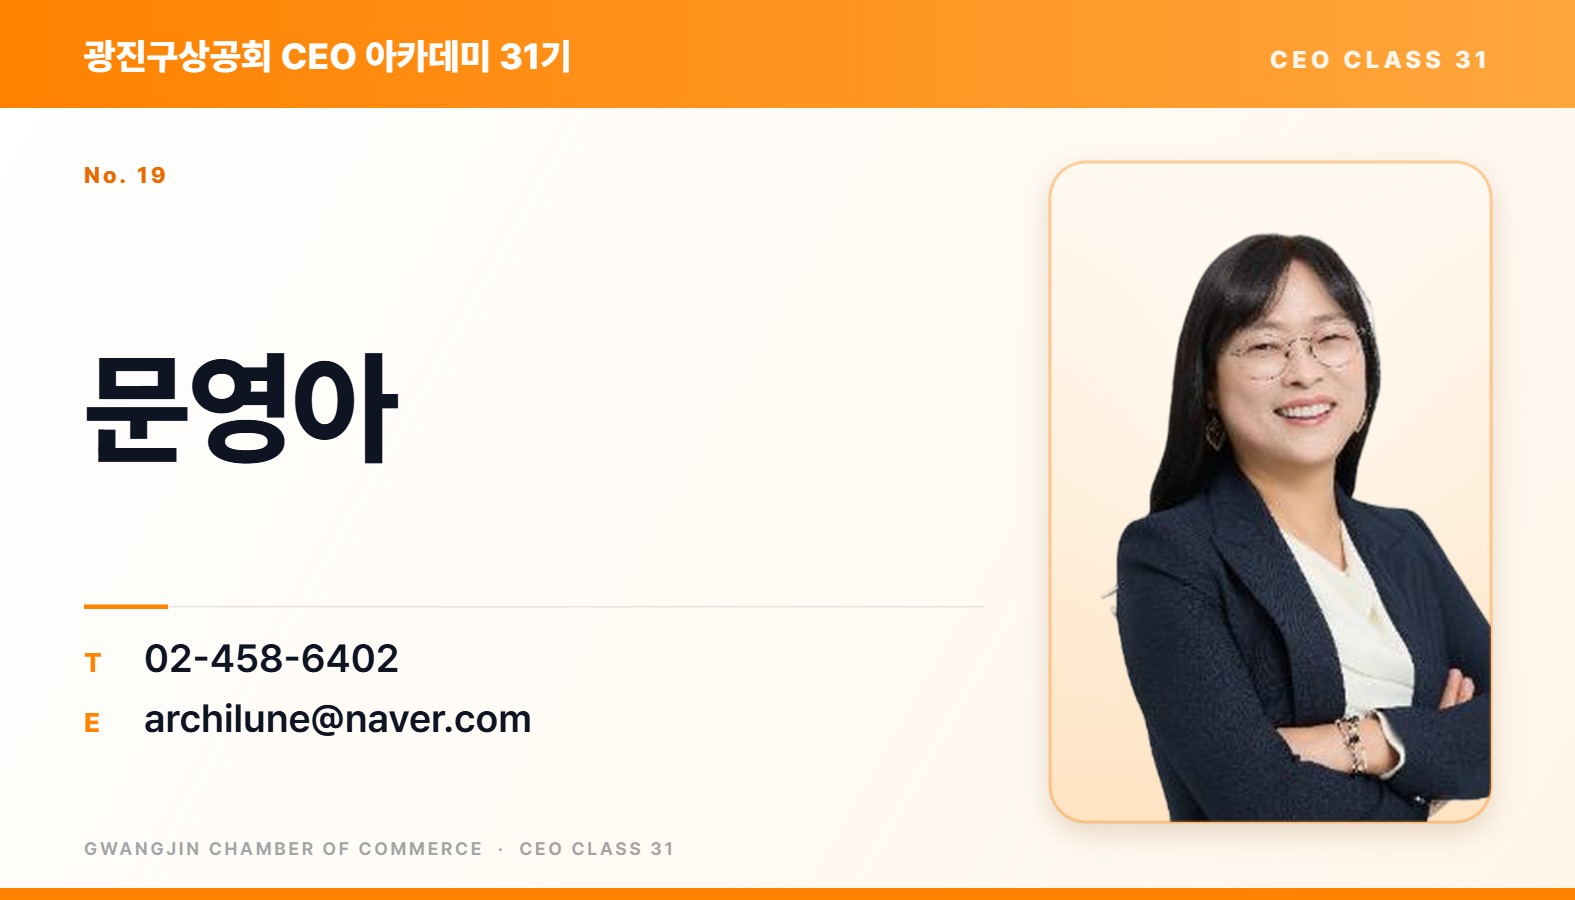 광진구상공회 CEO 아카데미 31기
CEO CLASS 31
No. 19
문영아
T 02-458-6402
E archilune@naver.com
GWANGJIN CHAMBER OF COMMERCE · CEO CLASS 31